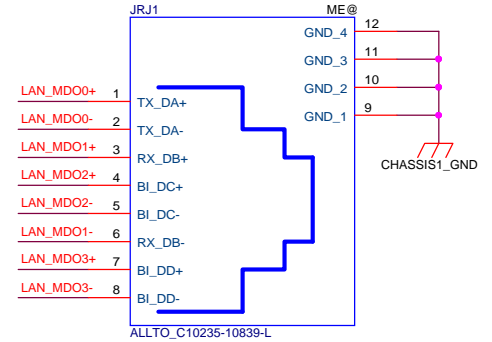 JRJ1 ME@
GND_4 12
GND_3 11
GND_2 10
GND_1 9
CHASSIS1_GND
LAN_MDO0+ 1 TX_DA+
LAN_MDO0- 2 TX_DA-
LAN_MDO1+ 3 RX_DB+
LAN_MDO2+ 4 BI_DC+
LAN_MDO2- 5 BI_DC-
LAN_MDO1- 6 RX_DB-
LAN_MDO3+ 7 BI_DD+
LAN_MDO3- 8 BI_DD-
ALLTO_C10235-10839-L